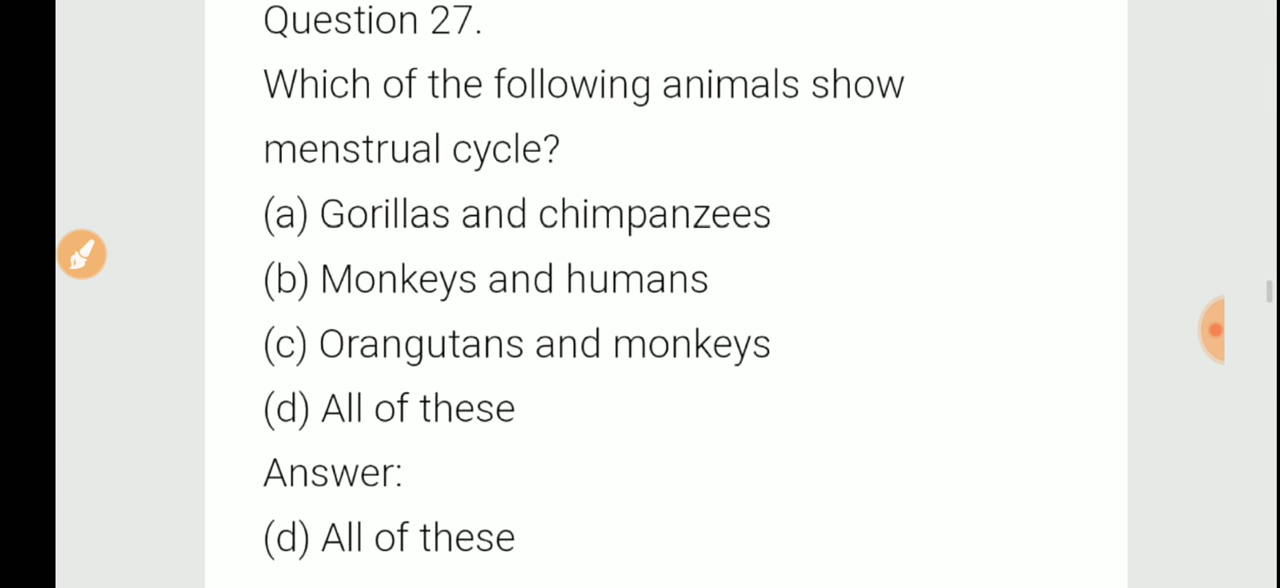 Question 27.
Which of the following animals show
menstrual cycle?
(a) Gorillas and chimpanzees
(b) Monkeys and humans
(c) Orangutans and monkeys
(d) All of these
Answer:
(d) All of these